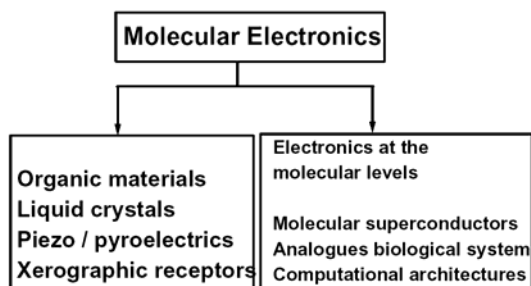 Molecular Electronics
Organic materials
Liquid crystals
Piezo / pyroelectrics
Xerographic receptors
Electronics at the
molecular levels
Molecular superconductors
Analogues biological system
Computational architectures